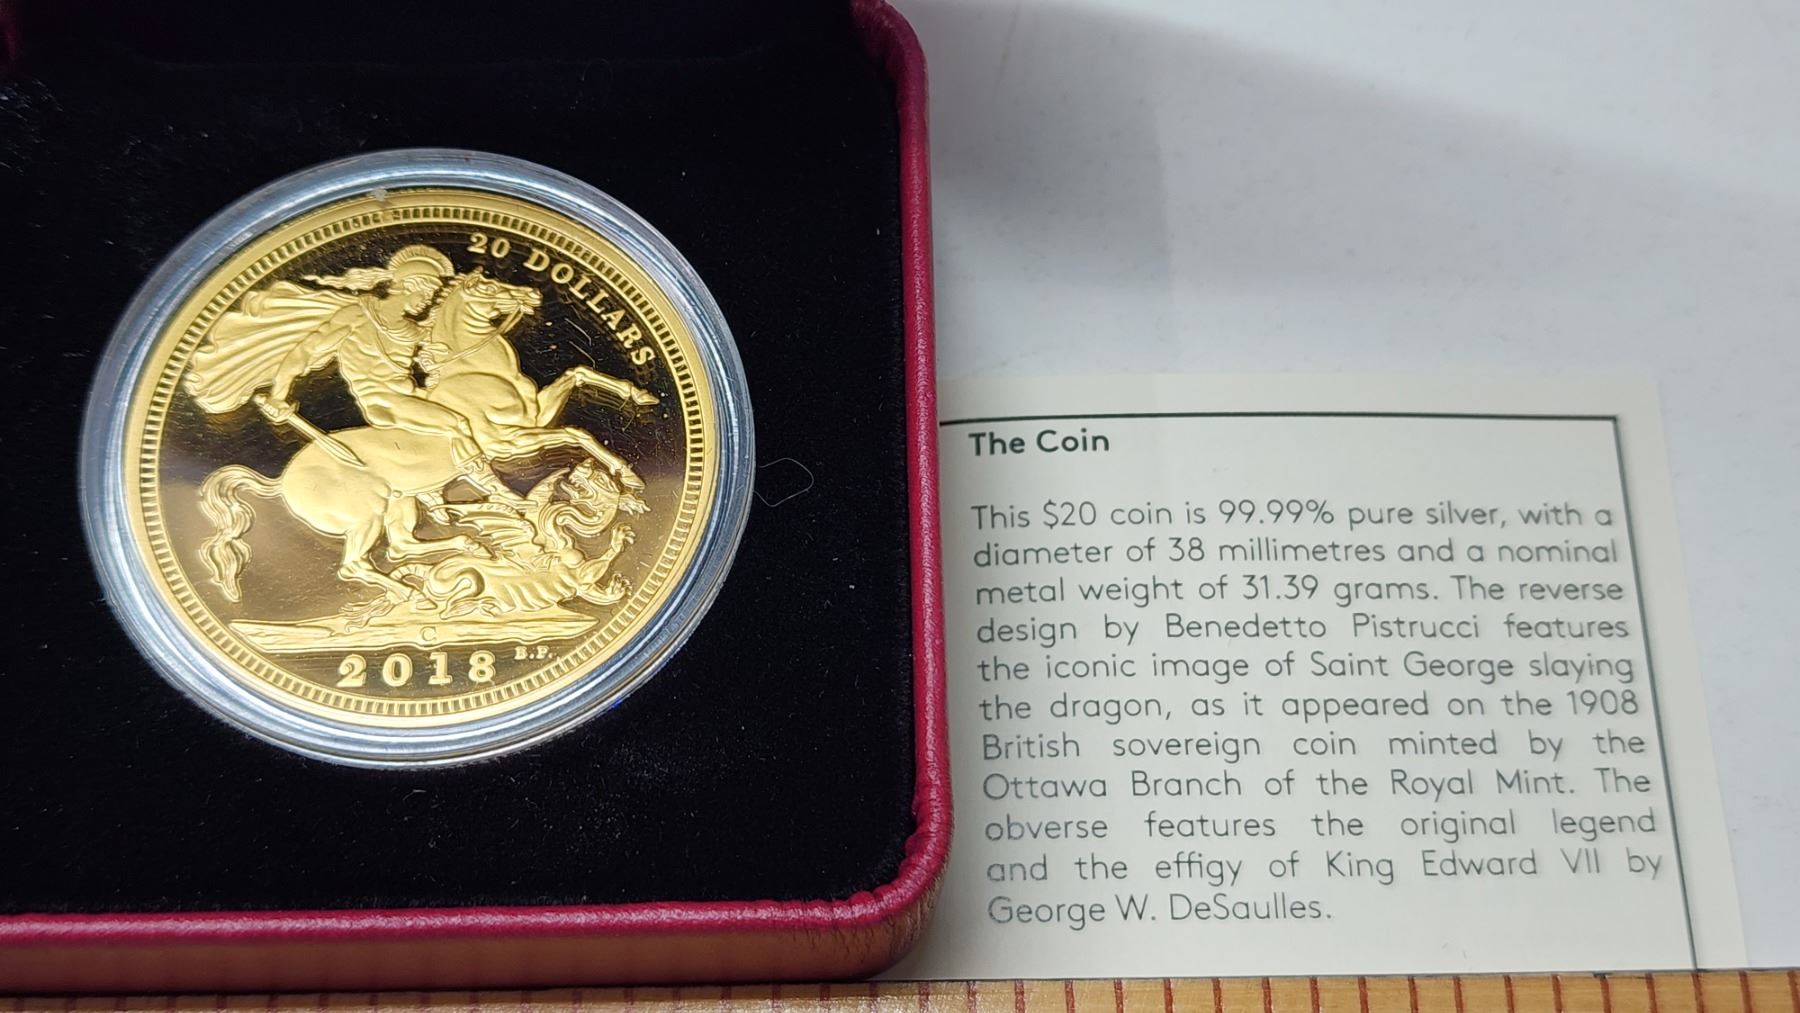 20 DOLLARS
C
2018
B.P.
The Coin
This $20 coin is 99.99% pure silver, with a
diameter of 38 millimetres and a nominal
metal weight of 31.39 grams. The reverse
design by Benedetto Pistrucci features
the iconic image of Saint George slaying
the dragon, as it appeared on the 1908
British sovereign coin minted by the
Ottawa Branch of the Royal Mint. The
obverse features the original legend
and the effigy of King Edward VII by
George W. DeSaulles.